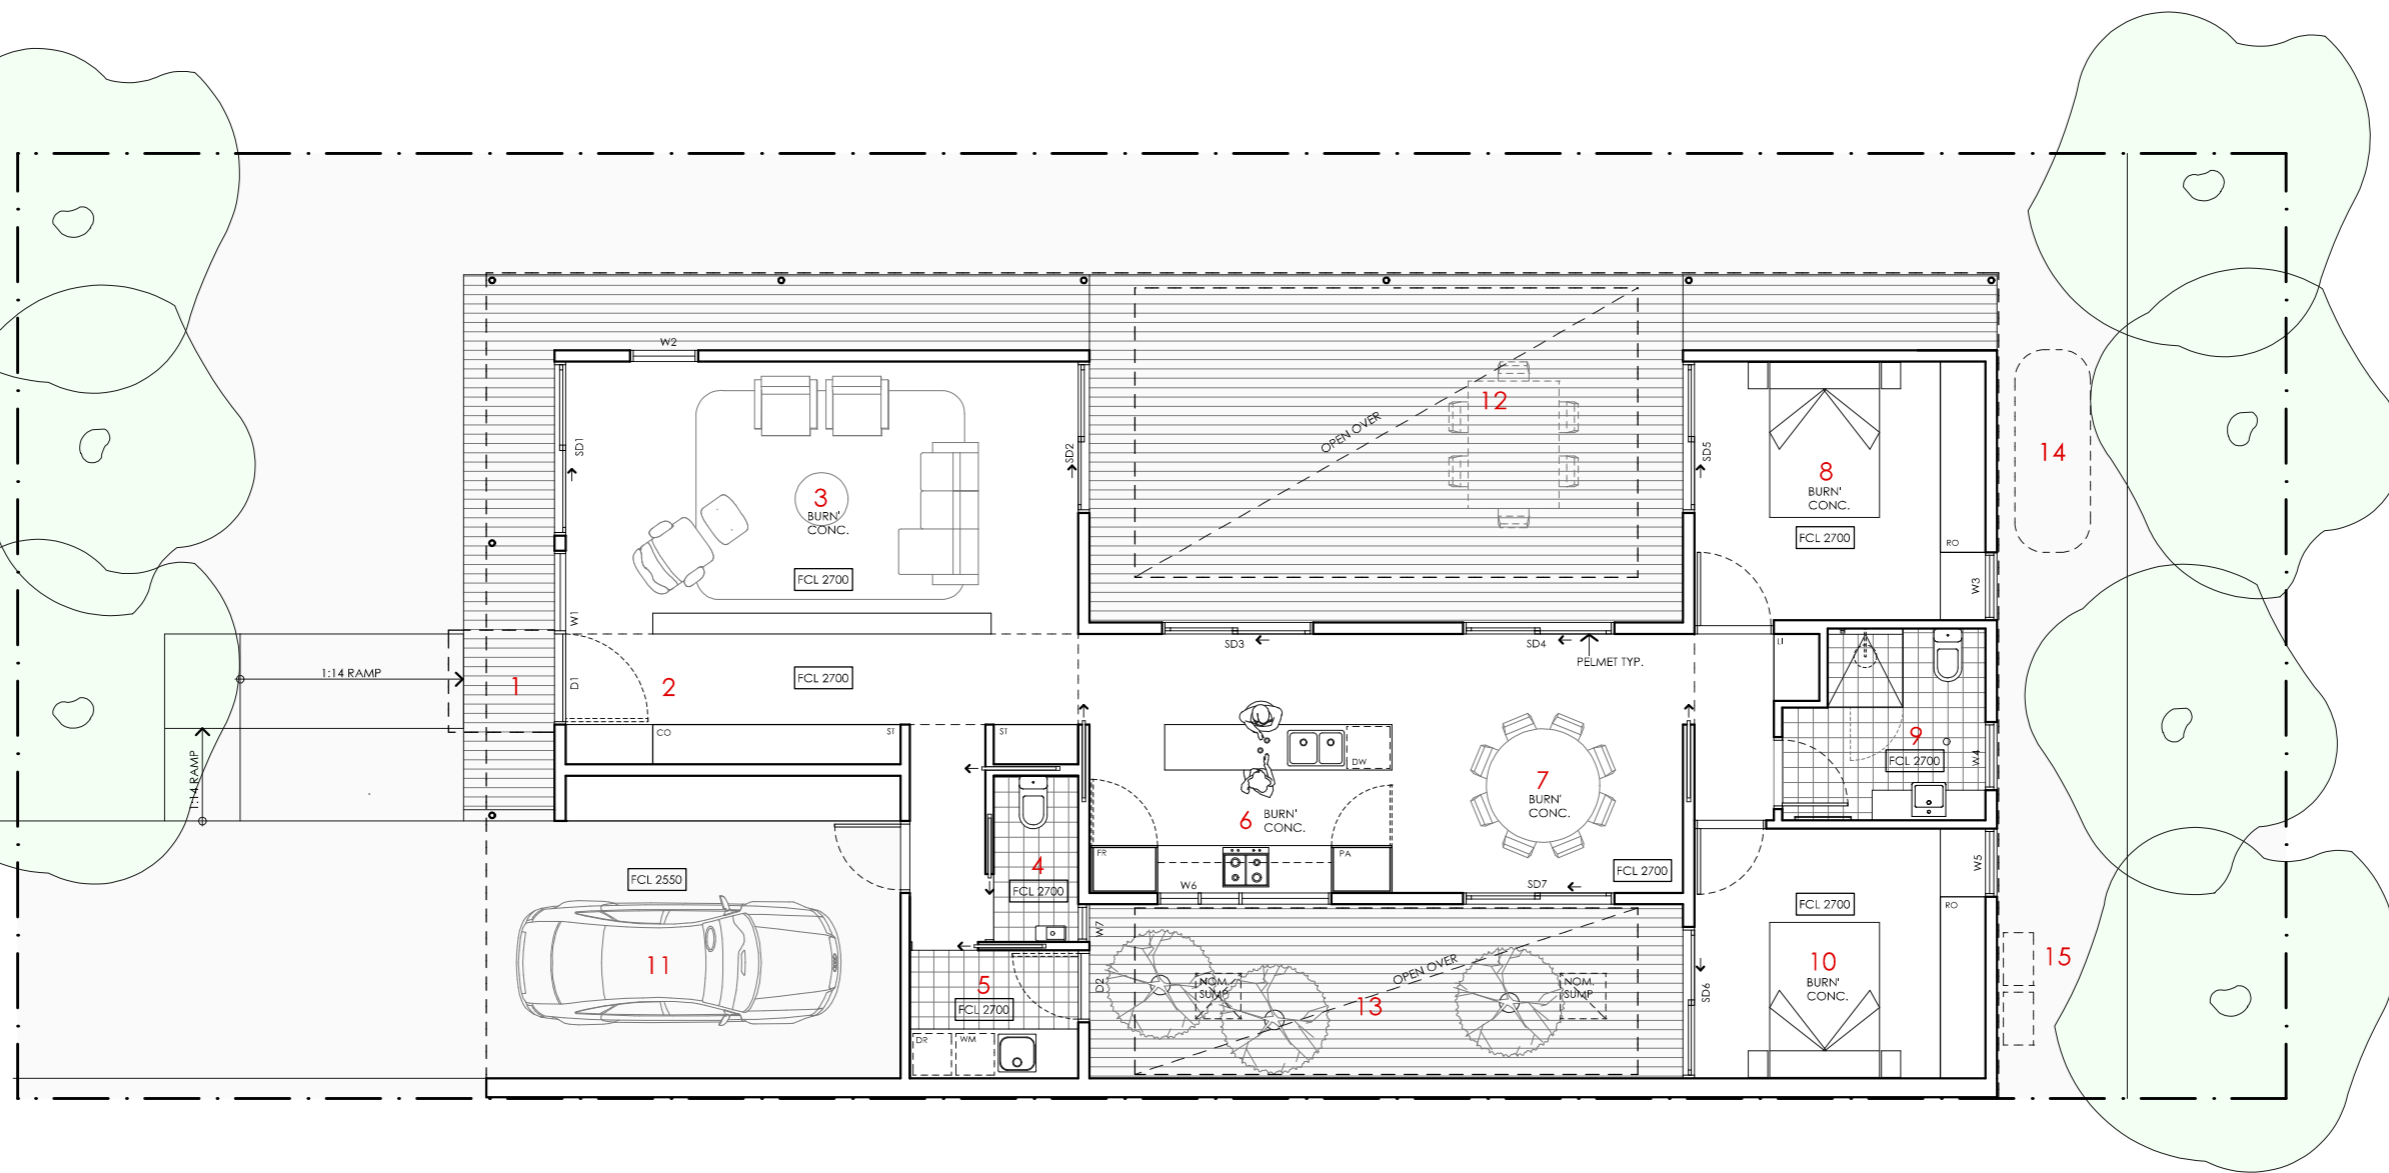 W2
12
OPEN OVER
SD1
SD2
SD5
14
8
BURN'
CONC.
3
BURN'
CONC.
FCL 2700
RO
FCL 2700
W3
W1
SD3
SD4
LI
PELMET TYP.
1:14 RAMP
1
D1
2
FCL 2700
CO
ST
ST
9
FCL 2700
W4
DW
1:14 RAMP
7
BURN'
CONC.
6
BURN'
CONC.
FR
PA
4
FCL 2700
FCL 2550
W6
SD7
FCL 2700
W5
FCL 2700
RO
W7
11
5
FCL 2700
D2
NOM.
SUMP
OPEN OVER
13
NOM.
SUMP
SD6
10
BURN'
CONC.
15
DR
WM